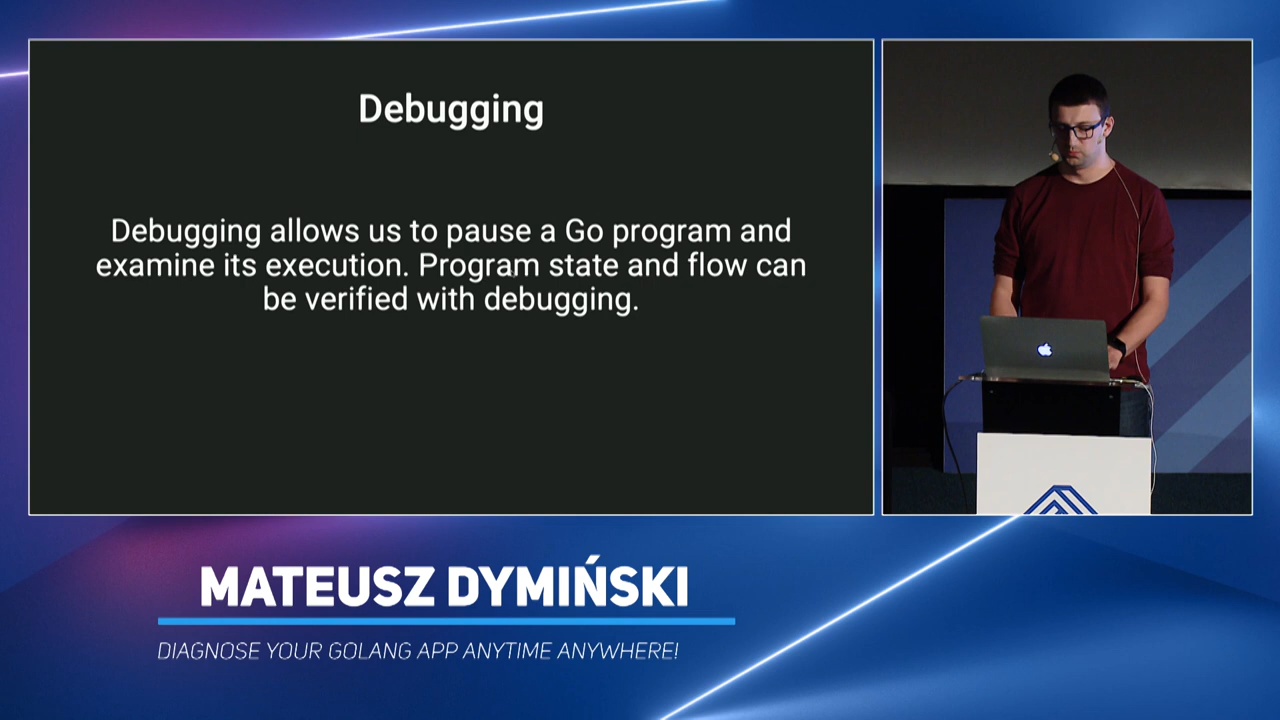 Debugging
Debugging allows us to pause a Go program and
examine its execution. Program state and flow can
be verified with debugging.
MATEUSZ DYMIŃSKI
DIAGNOSE YOUR GOLANG APP ANYTIME ANYWHERE!